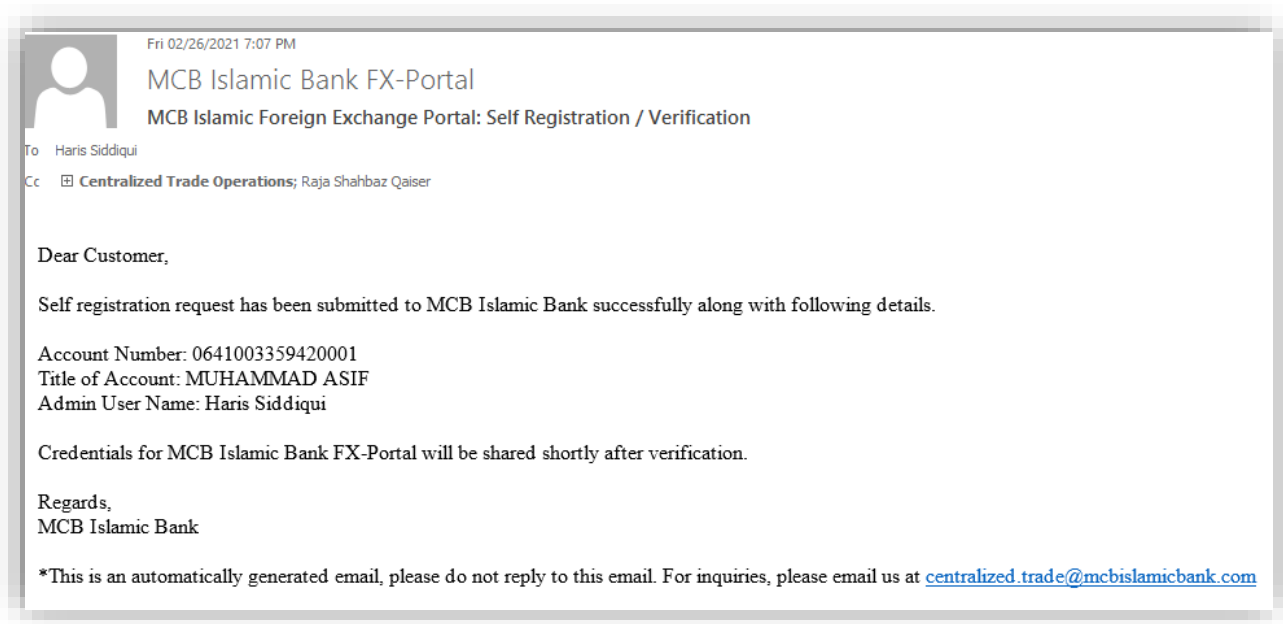 Fri 02/26/2021 7:07 PM
MCB Islamic Bank FX-Portal
MCB Islamic Foreign Exchange Portal: Self Registration / Verification
To Haris Siddiqui
Cc Centralized Trade Operations; Raja Shahbaz Qaiser
Dear Customer,
Self registration request has been submitted to MCB Islamic Bank successfully along with following details.
Account Number: 0641003359420001
Title of Account: MUHAMMAD ASIF
Admin User Name: Haris Siddiqui
Credentials for MCB Islamic Bank FX-Portal will be shared shortly after verification.
Regards,
MCB Islamic Bank
*This is an automatically generated email, please do not reply to this email. For inquiries, please email us at centralized.trade@mcbislamicbank.com